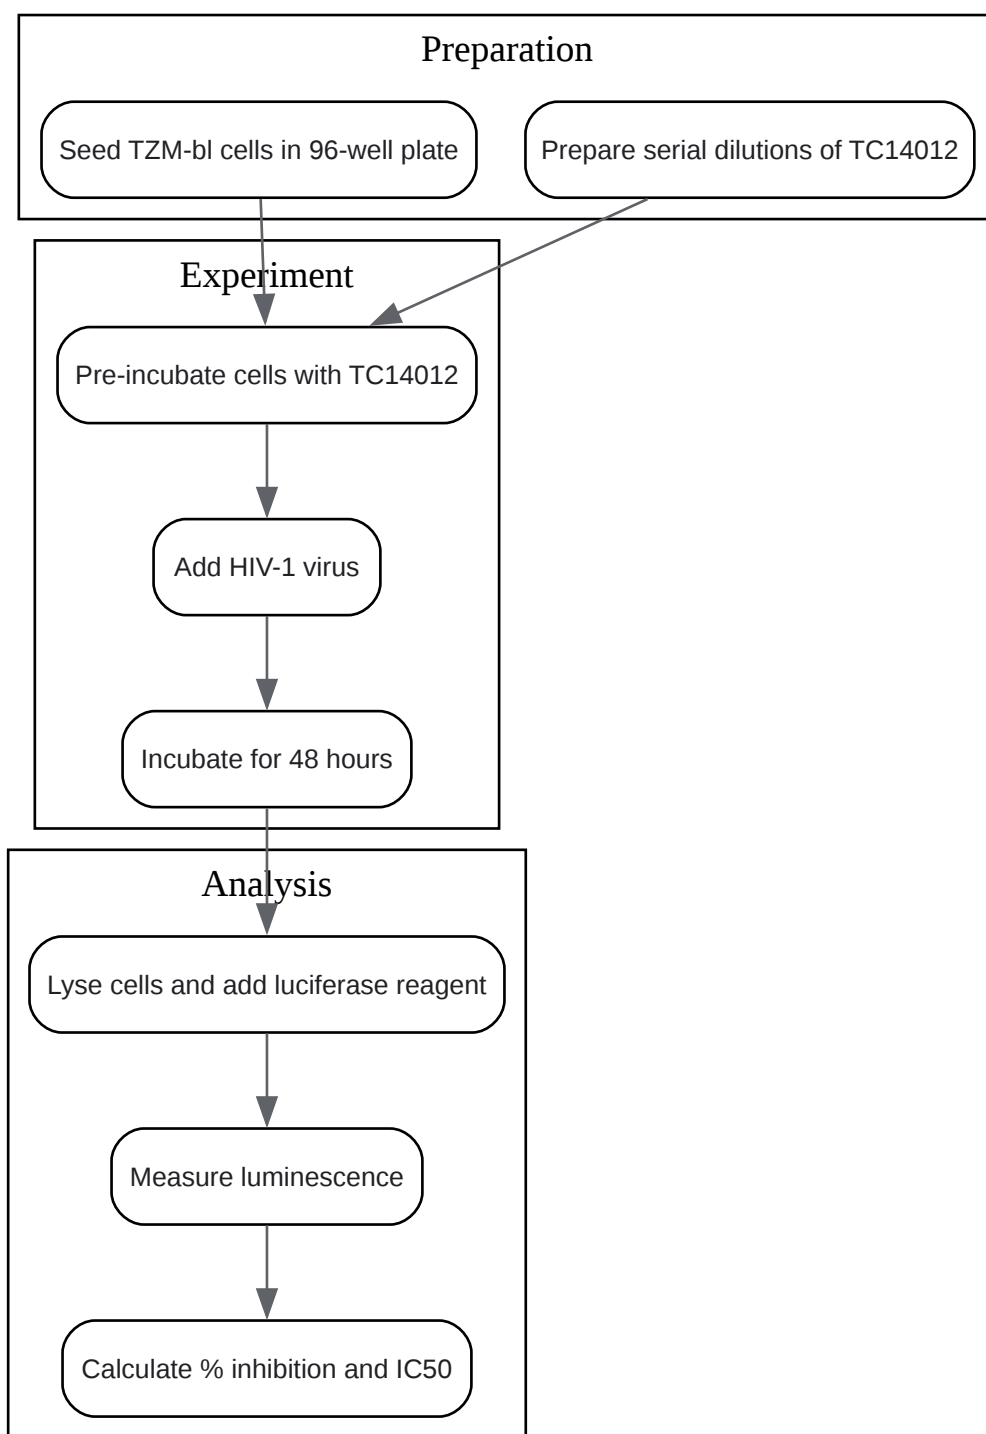 Preparation
Seed TZM-bl cells in 96-well plate
Prepare serial dilutions of TC14012
Experiment
Pre-incubate cells with TC14012
Add HIV-1 virus
Incubate for 48 hours
Analysis
Lyse cells and add luciferase reagent
Measure luminescence
Calculate % inhibition and IC50